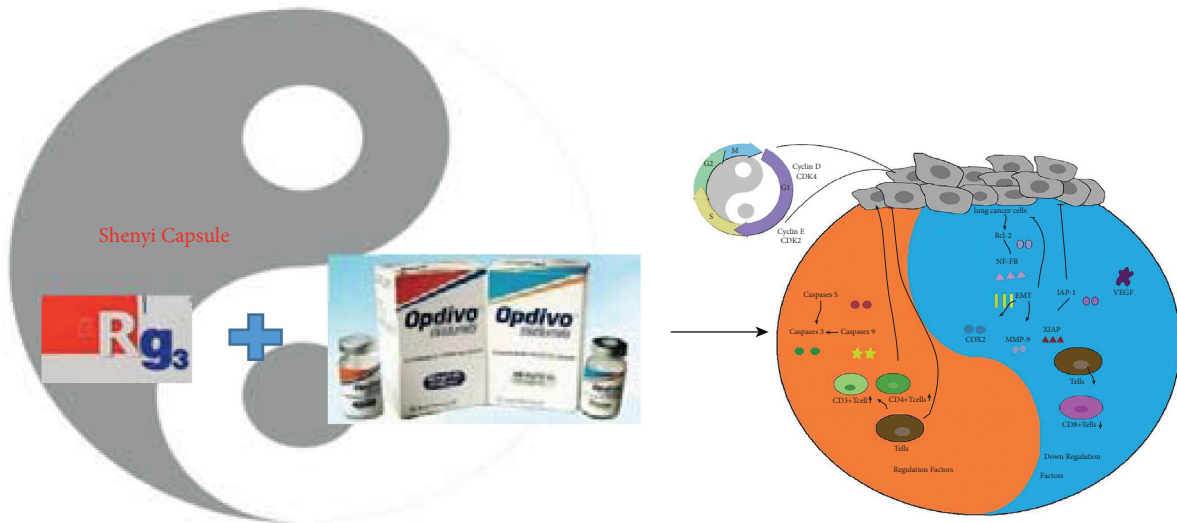 Shenyi Capsule
Rg3
Opdivo
Opdivo
M
G2
G1
S
Cyclin D
CDK4
Cyclin E
CDK2
lung cancer cells
Bcl-2
NF-FB
EMT
IAP-1
VEGF
COX2
MMP-9
XIAP
Tells
CD8+Tells
Down Regulation
Factors
Caspases S
Caspases 3
Caspases 9
CD3+Tcell
CD4+Tcells
Tells
Regulation Factors